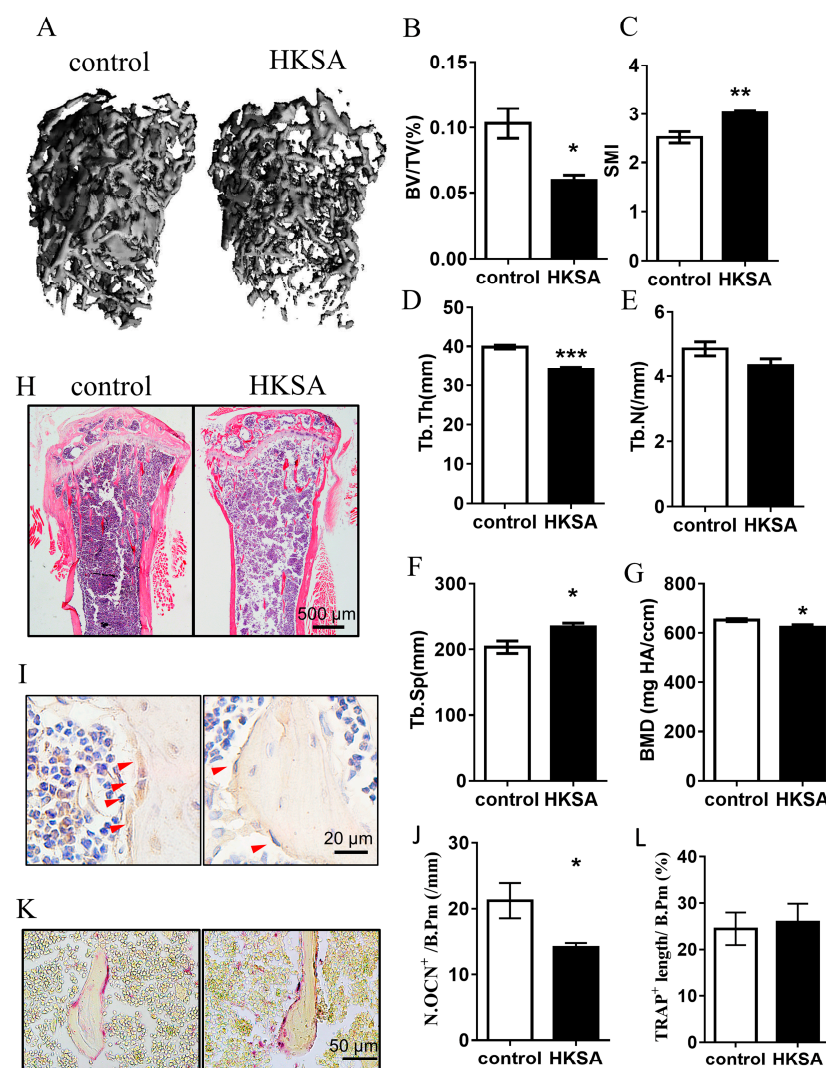 A
control HKSA
B
BV/TV(%)
0.15
0.10
0.05
0.00
*
control HKSA
C
SMI
4
3
2
1
0
**
control HKSA
D
Tb.Th(mm)
50
40
30
20
10
0
***
control HKSA
E
Tb.N(/mm)
6
4
2
0
control HKSA
H control HKSA
500 µm
F
Tb.Sp(mm)
300
200
100
0
*
control HKSA
G
BMD (mg HA/ccm)
800
600
400
200
0
*
control HKSA
I
20 µm
J
N.OCN⁺ /B.Pm (/mm)
30
20
10
0
*
control HKSA
K
50 µm
L
TRAP⁺ length/ B.Pm (%)
40
30
20
10
0
control HKSA